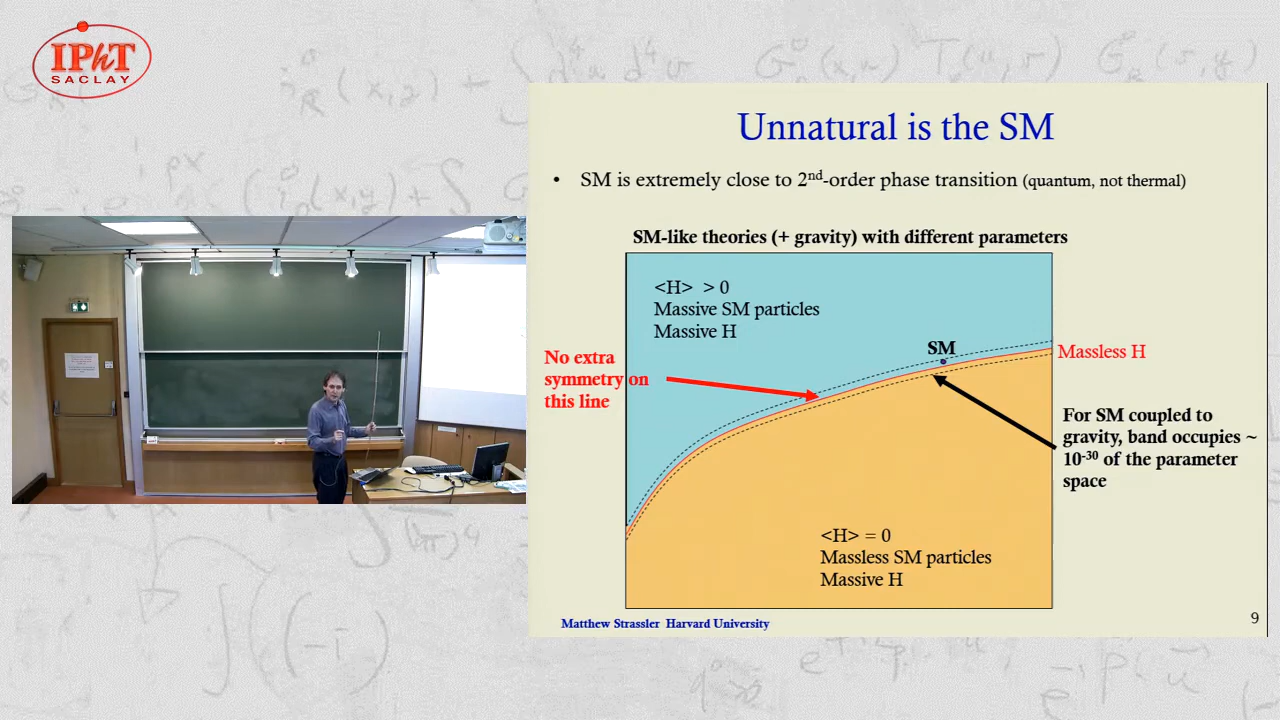 IPhT
SACLAY
Unnatural is the SM
• SM is extremely close to 2nd-order phase transition (quantum, not thermal)
SM-like theories (+ gravity) with different parameters
<H> > 0
Massive SM particles
Massive H
No extra
symmetry on
this line
SM
Massless H
For SM coupled to
gravity, band occupies ~
10-30 of the parameter
space
<H> = 0
Massless SM particles
Massive H
Matthew Strassler Harvard University
9